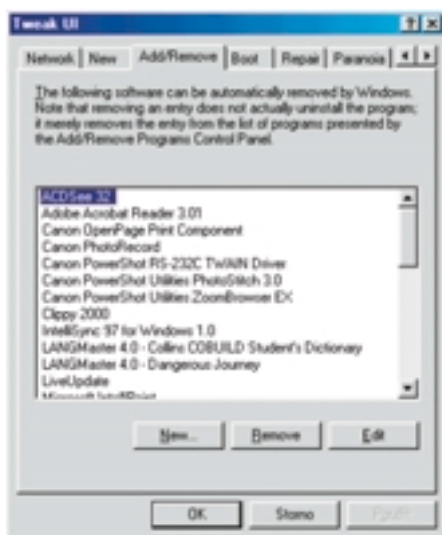 Tweak UI
Network New Add/Remove Boot Repair Paranoia
The following software can be automatically removed by Windows.
Note that removing an entry does not actually uninstall the program;
it merely removes the entry from the list of programs presented by
the Add/Remove Programs Control Panel.
ACDSee 32
Adobe Acrobat Reader 3.01
Canon OpenPage Print Component
Canon PhotoRecord
Canon PowerShot RS-232C TWAIN Driver
Canon PowerShot Utilities PhotoStitch 3.0
Canon PowerShot Utilities ZoomBrowser EX
Clippy 2000
IntelliSync 97 for Windows 1.0
LANGMaster 4.0 - Collins COBUILD Student's Dictionary
LANGMaster 4.0 - Dangerous Journey
LiveUpdate
Microsoft IntelliPoint
New... Remove Edit
OK Storno Použít